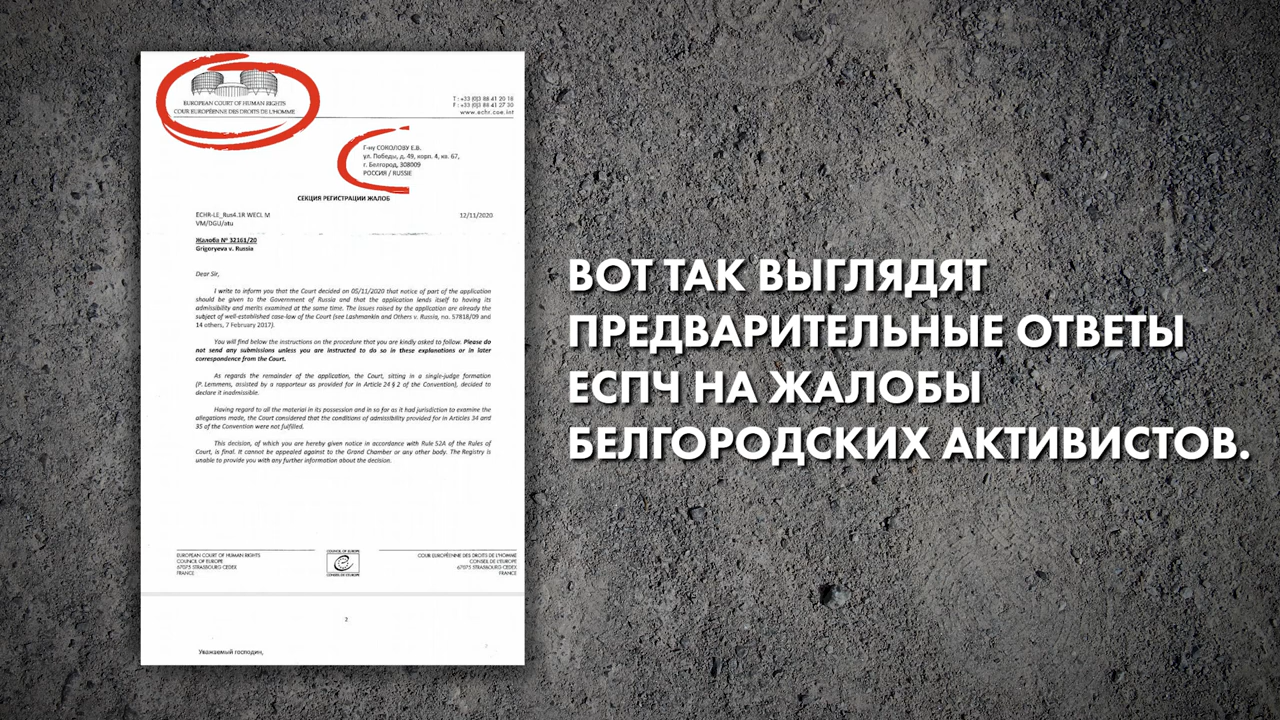 EUROPEAN COURT OF HUMAN RIGHTS
COUR EUROPÉENNE DES DROITS DE L'HOMME
T : +33 (0)3 88 41 20 18
F : +33 (0)3 88 41 27 30
www.echr.coe.int
Г-ну СОКОЛОВУ Е.В.
ул. Победы, д. 49, корп. 4, кв. 67,
г. Белгород, 308009
РОССИЯ / RUSSIE
СЕКЦИЯ РЕГИСТРАЦИИ ЖАЛОБ
ECHR-LE_Rus4.1R WECL M
12/11/2020
VM/DGU/atu
Жалоба № 32161/20
Grigoryeva v. Russia
Dear Sir,
I write to inform you that the Court decided on 05/11/2020 that notice of part of the application
should be given to the Government of Russia and that the application lends itself to having its
admissibility and merits examined at the same time. The issues raised by the application are already the
subject of well-established case-law of the Court (see Lashmankin and Others v. Russia, no. 57818/09 and
14 others, 7 February 2017).
You will find below the instructions on the procedure that you are kindly asked to follow. Please do
not send any submissions unless you are instructed to do so in these explanations or in later
correspondence from the Court.
As regards the remainder of the application, the Court, sitting in a single-judge formation
(P. Lemmens, assisted by a rapporteur as provided for in Article 24 § 2 of the Convention), decided to
declare it inadmissible.
Having regard to all the material in its possession and in so far as it had jurisdiction to examine the
allegations made, the Court considered that the conditions of admissibility provided for in Articles 34 and
35 of the Convention were not fulfilled.
This decision, of which you are hereby given notice in accordance with Rule 52A of the Rules of
Court, is final. It cannot be appealed against to the Grand Chamber or any other body. The Registry is
unable to provide you with any further information about the decision.
EUROPEAN COURT OF HUMAN RIGHTS
COUNCIL OF EUROPE
67075 STRASBOURG CEDEX
FRANCE
COUNCIL OF EUROPE
CONSEIL DE L'EUROPE
COUR EUROPÉENNE DES DROITS DE L'HOMME
CONSEIL DE L'EUROPE
67075 STRASBOURG CEDEX
FRANCE
2
Уважаемый господин,
ВОТ ТАК ВЫГЛЯДЯТ
ПРЕДВАРИТЕЛЬНЫЕ ОТВЕТЫ
ЕСПЧ НА ЖАЛОБЫ
БЕЛГОРОДСКИХ АКТИВИСТОВ.